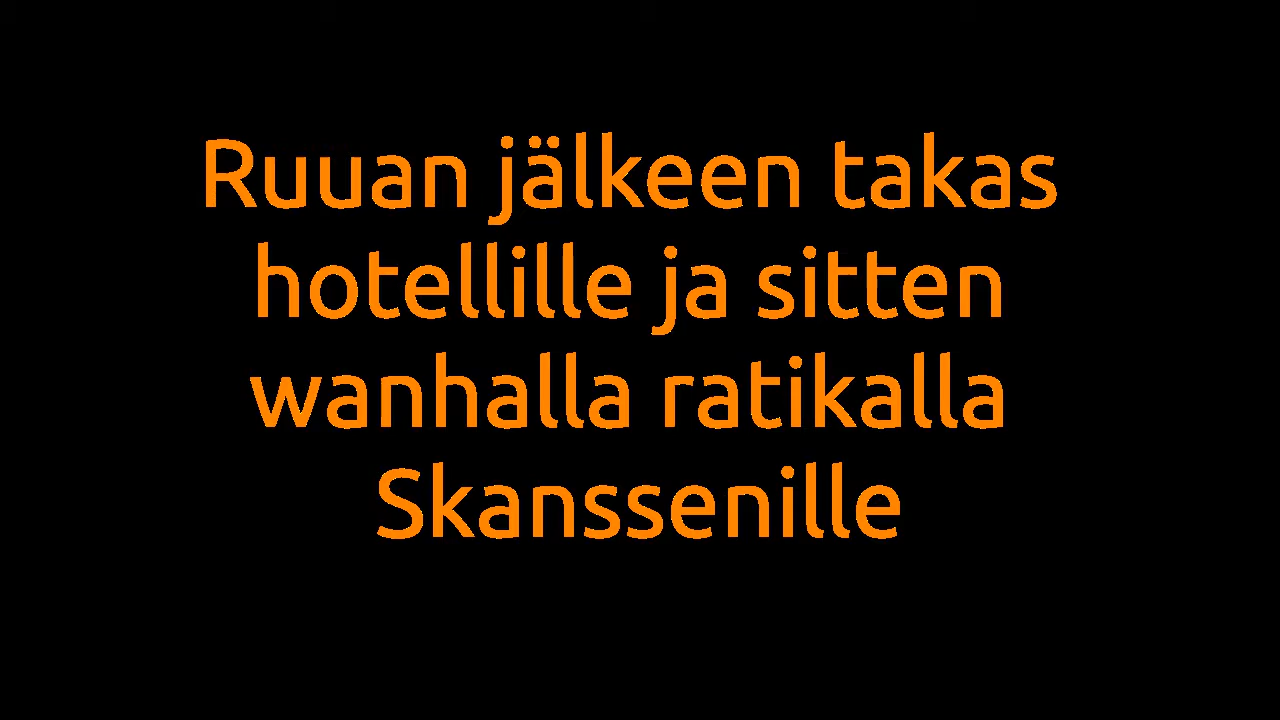 Ruuan jälkeen takas
hotellille ja sitten
wanhalla ratikalla
Skanssenille